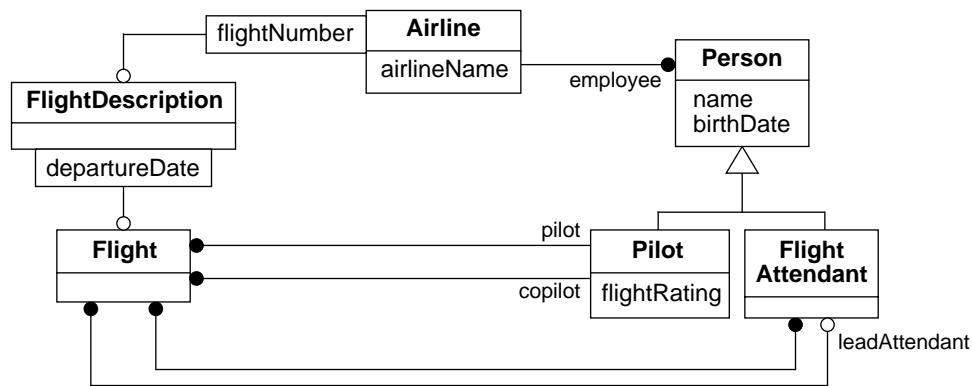 flightNumber
Airline
airlineName
employee
Person
name
birthDate
FlightDescription
departureDate
Flight
pilot
copilot
Pilot
flightRating
Flight
Attendant
leadAttendant